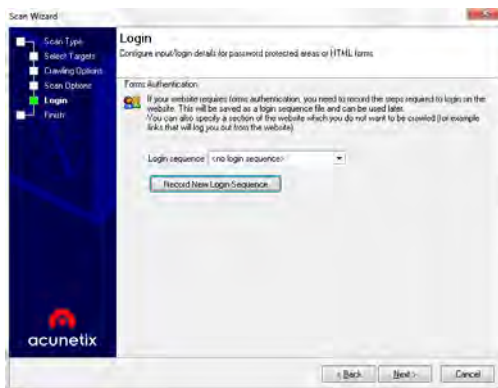 Scan Wizard
Scan Type
Select Targets
Crawling Options
Scan Options
Login
Finish
acunetix
Login
Configure input/login details for password protected areas or HTML forms
Forms Authentication
If your website requires forms authentication, you need to record the steps required to login on the
website. This will be saved as a login sequence file and can be used later.
You can also specify a section of the website which you do not want to be crawled (for example
links that will log you out from the website)
Login sequence <no login sequence>
Record New Login Sequence
< Back Next > Cancel